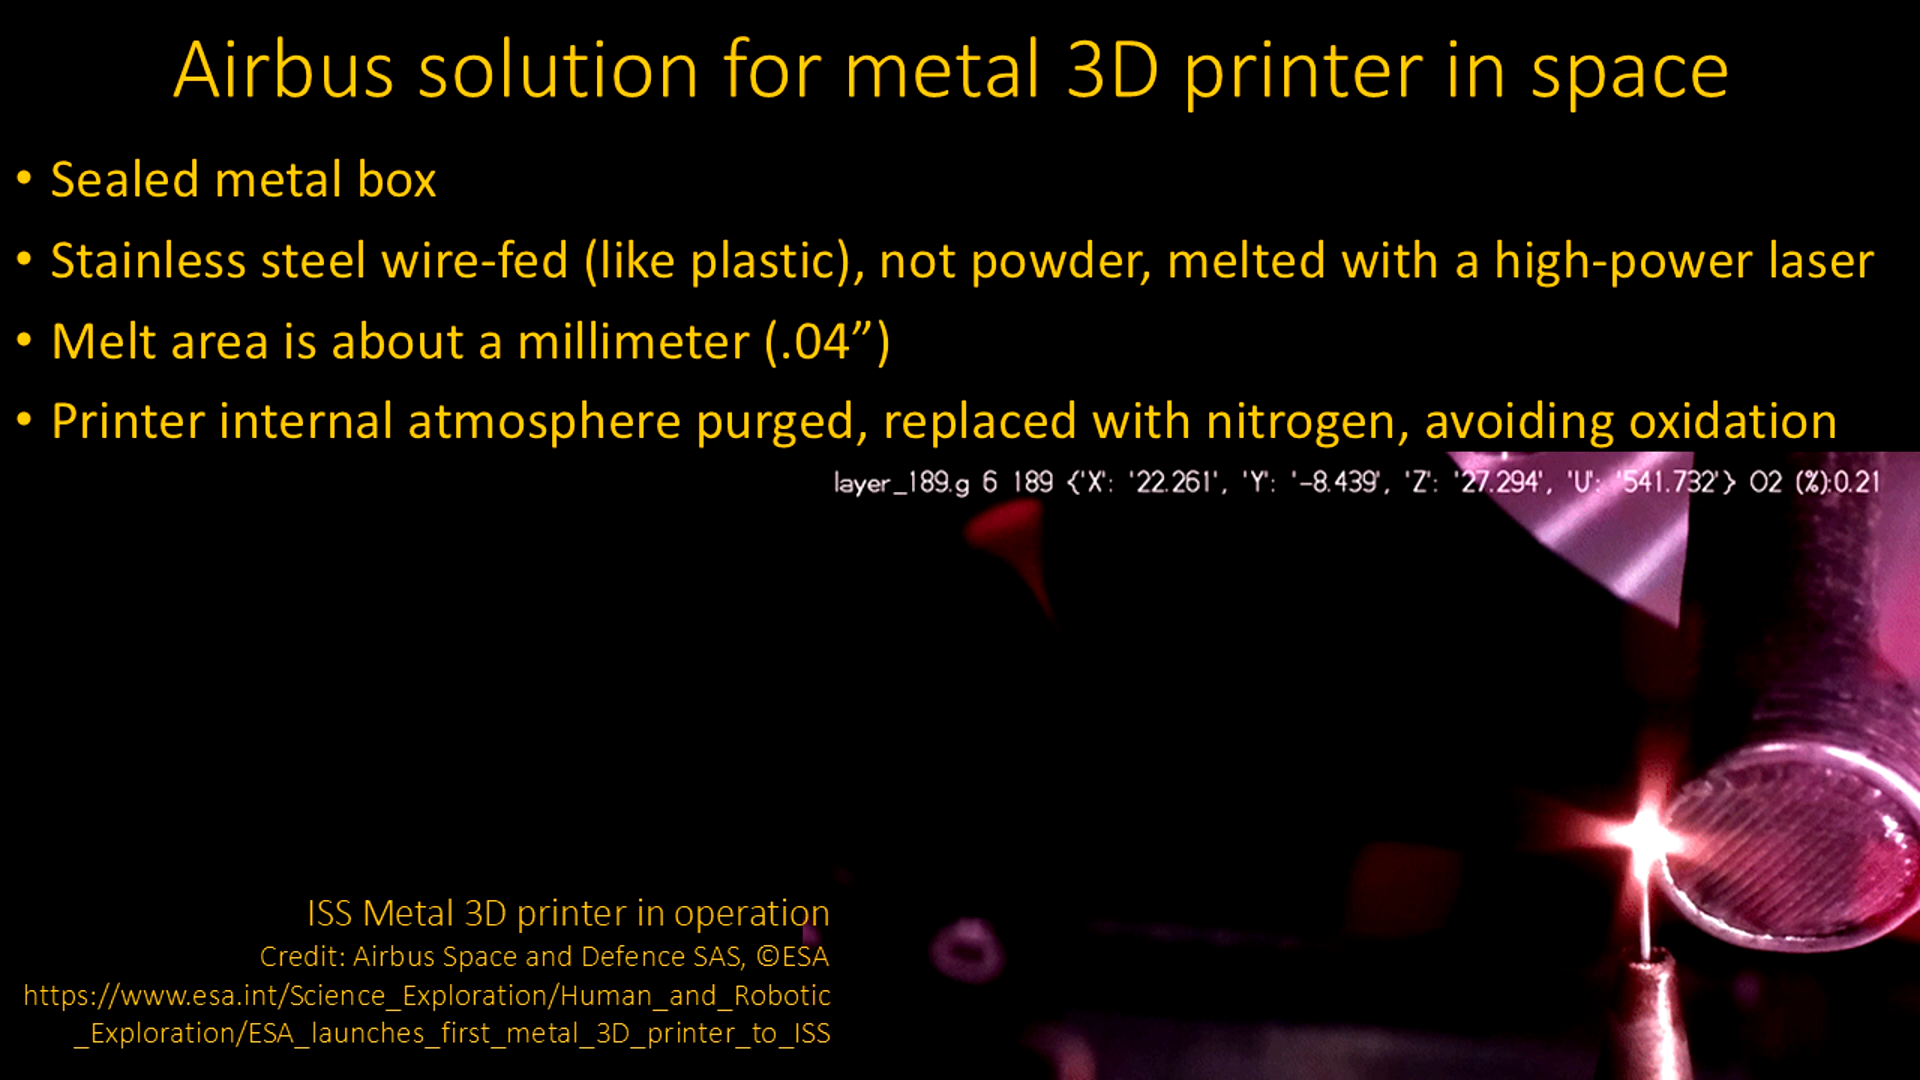 Airbus solution for metal 3D printer in space
• Sealed metal box
• Stainless steel wire-fed (like plastic), not powder, melted with a high-power laser
• Melt area is about a millimeter (.04”)
• Printer internal atmosphere purged, replaced with nitrogen, avoiding oxidation
layer_189.g 6 189 {'X': '22.261', 'Y': '-8.439', 'Z': '27.294', 'U': '541.732'} O2 (%):0.21
ISS Metal 3D printer in operation
Credit: Airbus Space and Defence SAS, ©ESA
https://www.esa.int/Science_Exploration/Human_and_Robotic
_Exploration/ESA_launches_first_metal_3D_printer_to_ISS